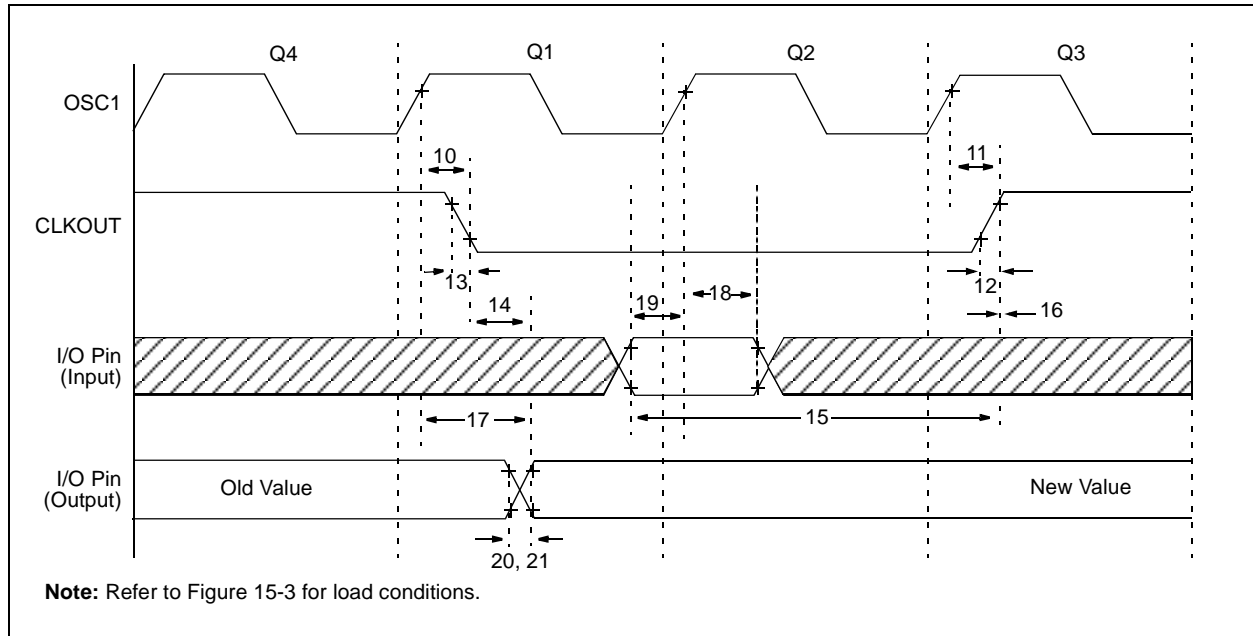 Q4 Q1 Q2 Q3
OSC1
10 11
CLKOUT
13 12
14 19 18 16
I/O Pin
(Input)
17 15
I/O Pin
(Output)
Old Value New Value
20, 21
Note: Refer to Figure 15-3 for load conditions.